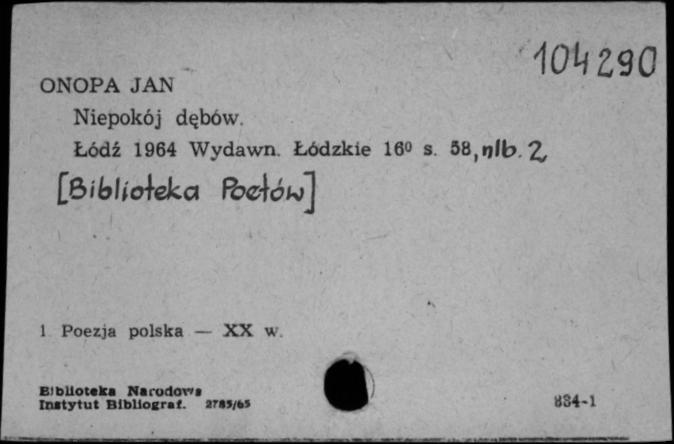 104290
ONOPA JAN
Niepokój dębów.
Łódź 1964 Wydawn. Łódzkie 16⁰ s. 58, nlb. 2
[Biblioteka Poetów]
1 Poezja polska — XX w.
Biblioteka Narodowa
Instytut Bibliograf. 2785/65
884-1